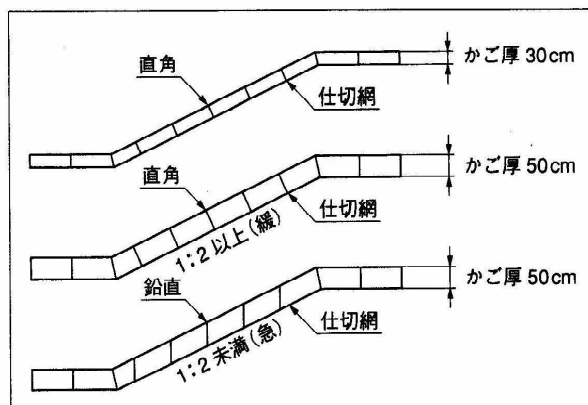 直角
かご厚 30cm
仕切網
直角
かご厚 50cm
仕切網
1:2以上(緩)
鉛直
かご厚 50cm
仕切網
1:2未満(急)